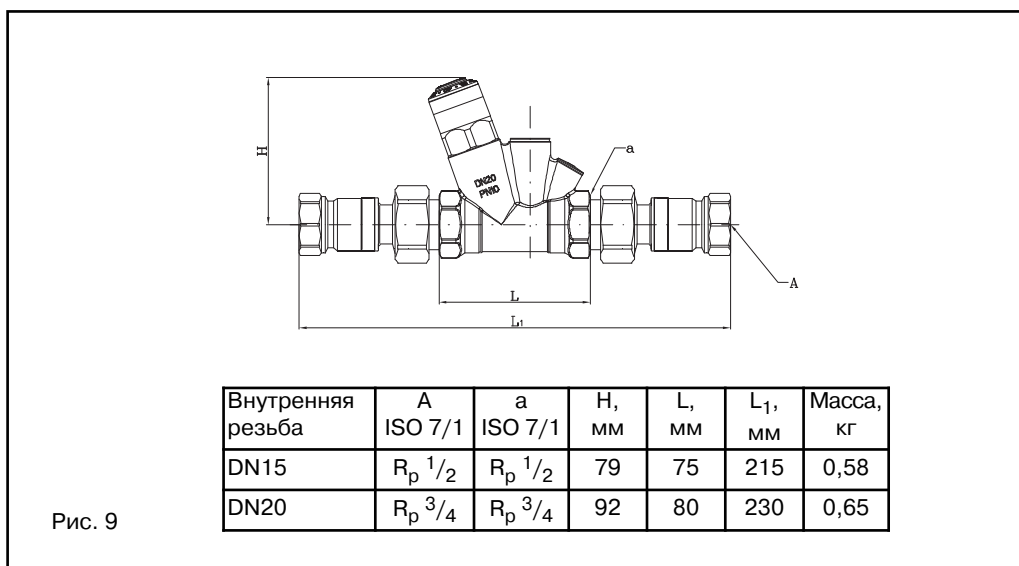 H
DN20
PN10
a
A
L
L₁
Внутренняя резьба | A ISO 7/1 | a ISO 7/1 | H, мм | L, мм | L₁, мм | Масса, кг
DN15 | Rₚ ¹/₂ | Rₚ ¹/₂ | 79 | 75 | 215 | 0,58
DN20 | Rₚ ³/₄ | Rₚ ³/₄ | 92 | 80 | 230 | 0,65
Рис. 9